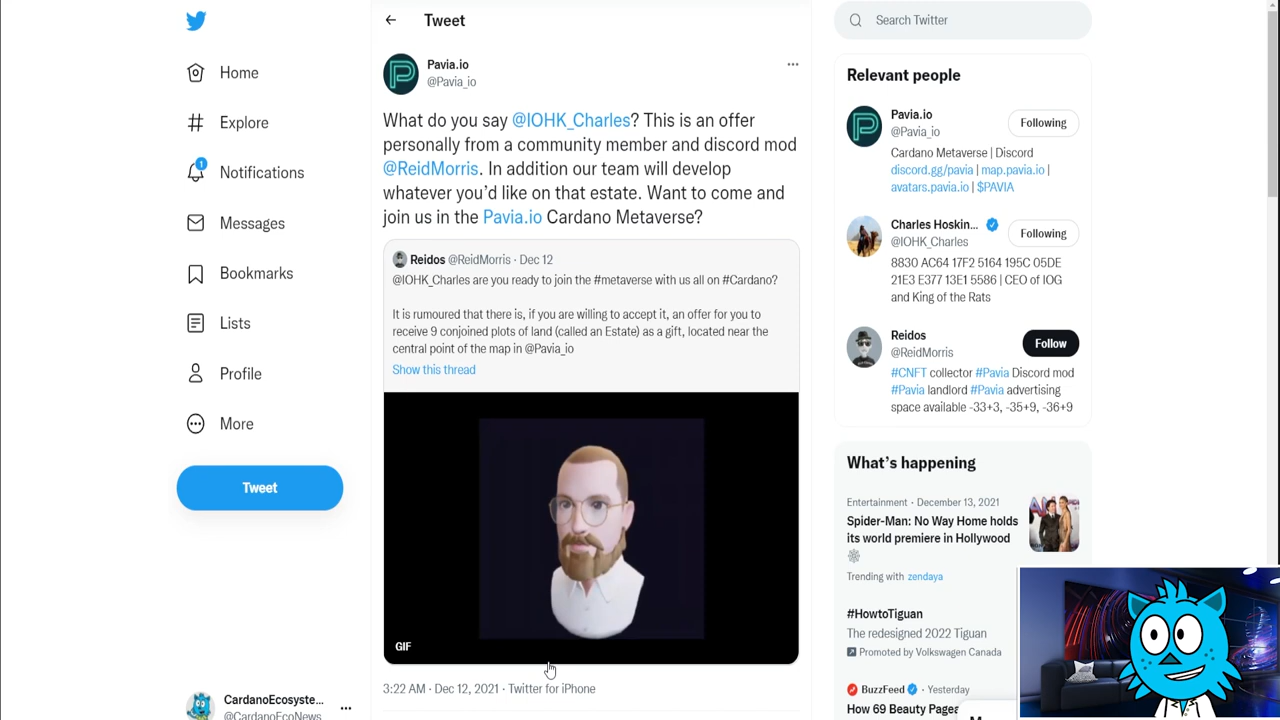 Home
Explore
1
Notifications
Messages
Bookmarks
Lists
Profile
More
Tweet
CardanoEcosyste...
@CardanoEcoNews
Tweet
Pavia.io
@Pavia_io
What do you say @IOHK_Charles? This is an offer
personally from a community member and discord mod
@ReidMorris. In addition our team will develop
whatever you'd like on that estate. Want to come and
join us in the Pavia.io Cardano Metaverse?
Reidos @ReidMorris · Dec 12
@IOHK_Charles are you ready to join the #metaverse with us all on #Cardano?
It is rumoured that there is, if you are willing to accept it, an offer for you to
receive 9 conjoined plots of land (called an Estate) as a gift, located near the
central point of the map in @Pavia_io
Show this thread
GIF
3:22 AM · Dec 12, 2021 · Twitter for iPhone
Search Twitter
Relevant people
Pavia.io
@Pavia_io
Following
Cardano Metaverse | Discord
discord.gg/pavia | map.pavia.io |
avatars.pavia.io | $PAVIA
Charles Hoskin...
@IOHK_Charles
Following
8830 AC64 17F2 5164 195C 05DE
21E3 E377 13E1 5586 | CEO of IOG
and King of the Rats
Reidos
@ReidMorris
Follow
#CNFT collector #Pavia Discord mod
#Pavia landlord #Pavia advertising
space available -33+3, -35+9, -36+9
What's happening
Entertainment · December 13, 2021
Spider-Man: No Way Home holds
its world premiere in Hollywood
Trending with zendaya
#HowtoTiguan
The redesigned 2022 Tiguan
Promoted by Volkswagen Canada
BuzzFeed · Yesterday
How 69 Beauty Page